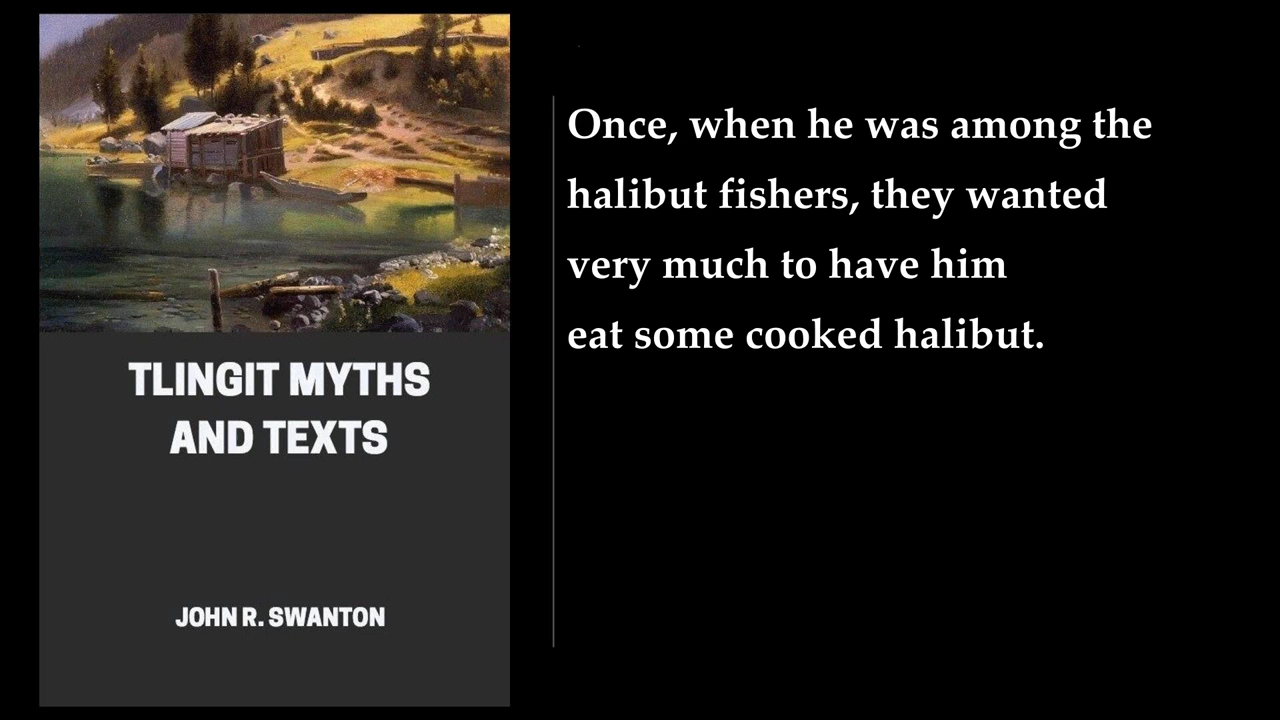 TLINGIT MYTHS
AND TEXTS
JOHN R. SWANTON
Once, when he was among the
halibut fishers, they wanted
very much to have him
eat some cooked halibut.